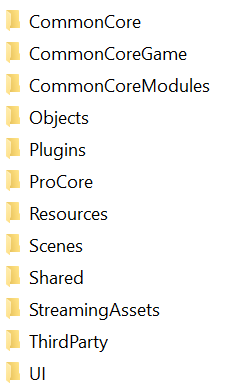 CommonCore
CommonCoreGame
CommonCoreModules
Objects
Plugins
ProCore
Resources
Scenes
Shared
StreamingAssets
ThirdParty
UI